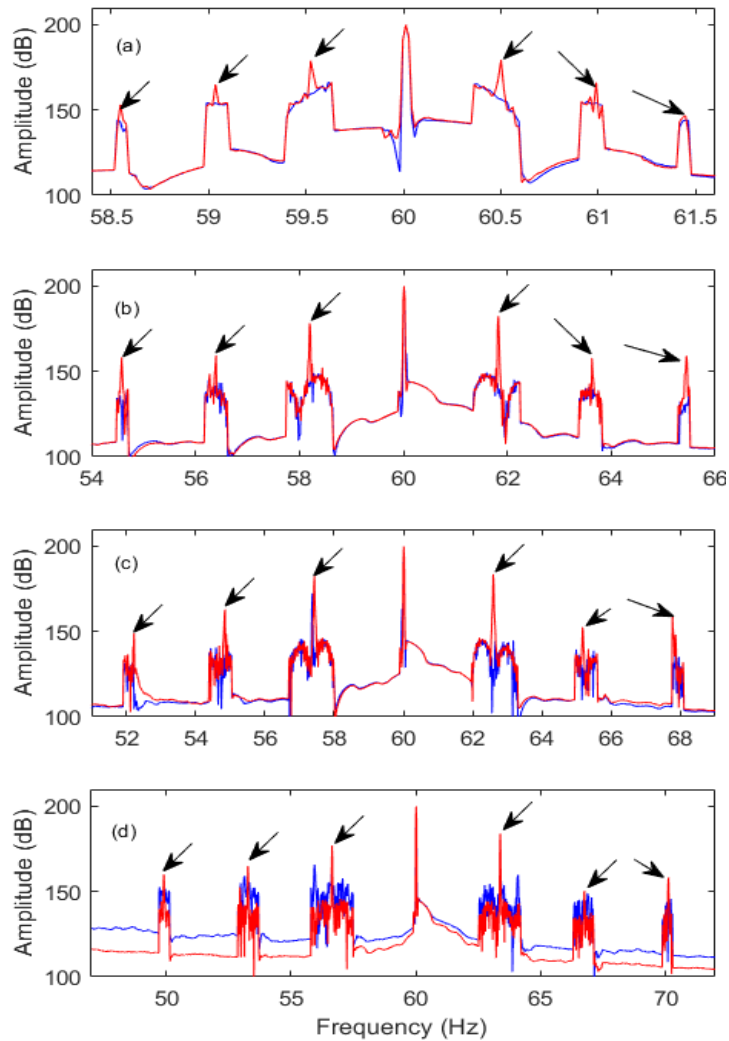 200
(a)
Amplitude (dB)
150
100
58.5 59 59.5 60 60.5 61 61.5
200
(b)
Amplitude (dB)
150
100
54 56 58 60 62 64 66
200
(c)
Amplitude (dB)
150
100
52 54 56 58 60 62 64 66 68
200
(d)
Amplitude (dB)
150
100
50 55 60 65 70
Frequency (Hz)